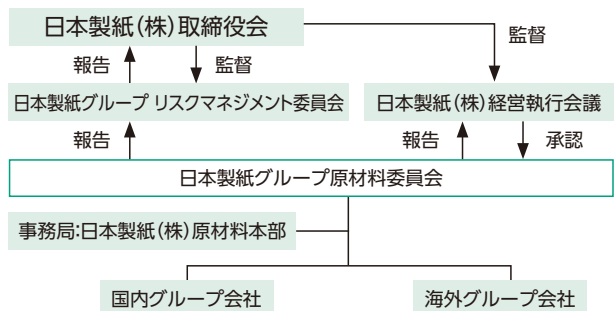 日本製紙(株)取締役会
報告
監督
監督
日本製紙グループ リスクマネジメント委員会
日本製紙(株)経営執行会議
報告
報告
承認
日本製紙グループ原材料委員会
事務局:日本製紙(株)原材料本部
国内グループ会社
海外グループ会社